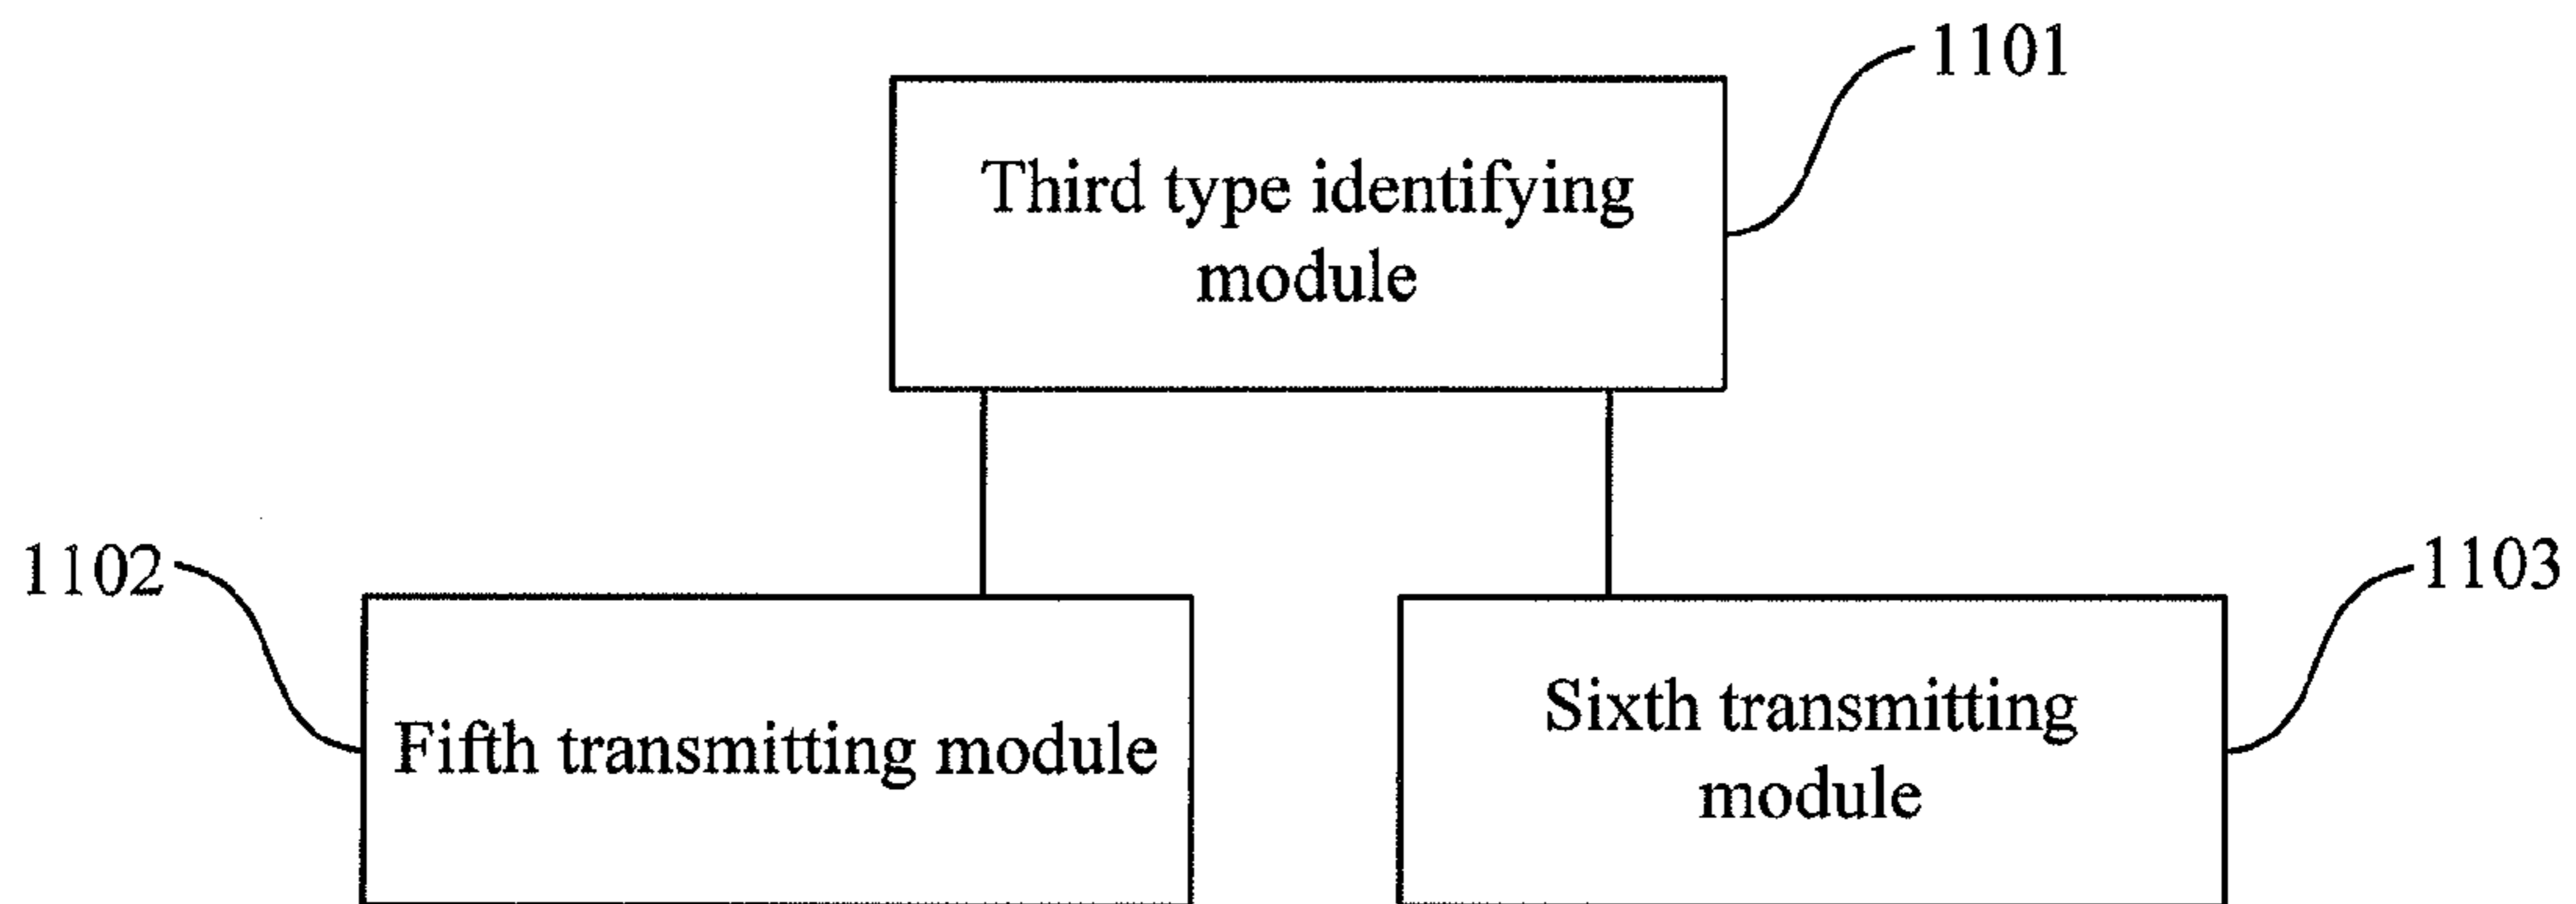 1101
Third type identifying
module
1102
1103
Fifth transmitting module
Sixth transmitting
module